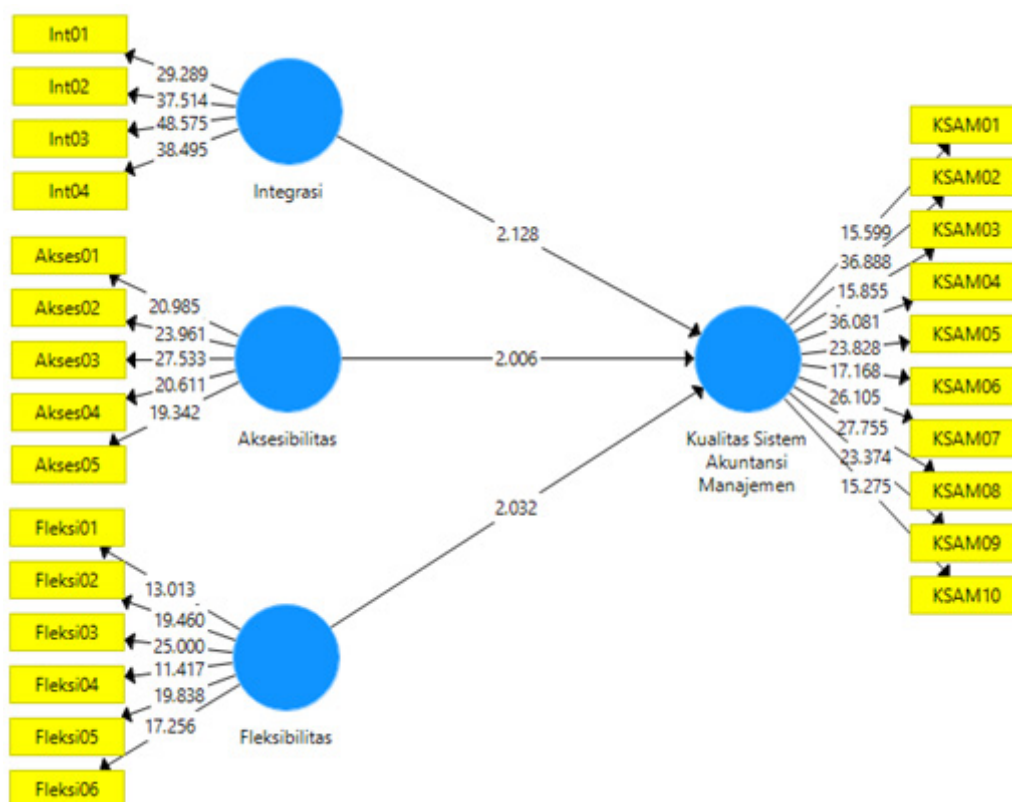 Int01
Int02
Int03
Int04
29.289
37.514
48.575
38.495
Integrasi
Akses01
Akses02
Akses03
Akses04
Akses05
20.985
23.961
27.533
20.611
19.342
Aksesibilitas
Fleksi01
Fleksi02
Fleksi03
Fleksi04
Fleksi05
Fleksi06
13.013
19.460
25.000
11.417
19.838
17.256
Fleksibilitas
2.128
2.006
2.032
Kualitas Sistem
Akuntansi
Manajemen
15.599
36.888
15.855
36.081
23.828
17.168
26.105
27.755
23.374
15.275
KSAM01
KSAM02
KSAM03
KSAM04
KSAM05
KSAM06
KSAM07
KSAM08
KSAM09
KSAM10